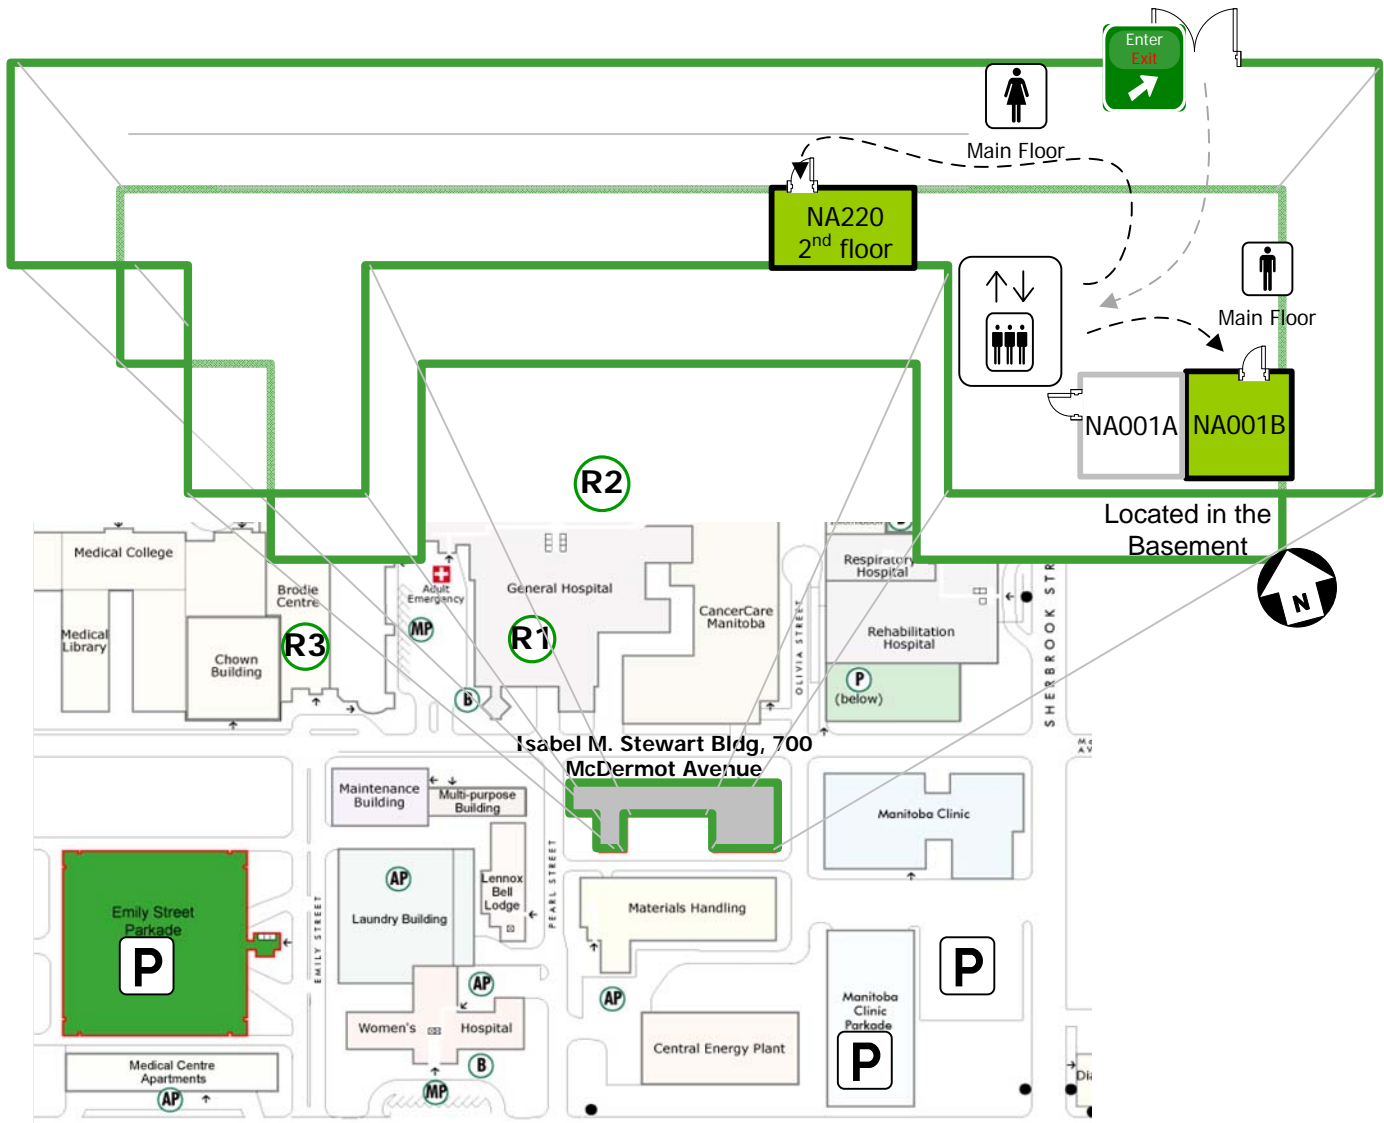 Enter
Exit
Main Floor
NA220
2nd floor
Main Floor
NA001A
NA001B
R2
Located in the
Basement
N
Medical College
Brodie
Centre
Medical
Library
Chown
Building
R3
Adult
Emergency
MP
B
General Hospital
R1
CancerCare
Manitoba
OLIVIA STREET
Respiratory
Hospital
Rehabilitation
Hospital
P
(below)
SHERBROOK STR
Isabel M. Stewart Bldg, 700
McDermot Avenue
AV
Maintenance
Building
Multi-purpose
Building
Manitoba Clinic
AP
Laundry Building
Lennox
Bell
Lodge
PEARL STREET
EMILY STREET
Emily Street
Parkade
P
Materials Handling
AP
AP
Women's
Hospital
B
MP
Central Energy Plant
Manitoba
Clinic
Parkade
P
P
Medical Centre
Apartments
AP
Dia